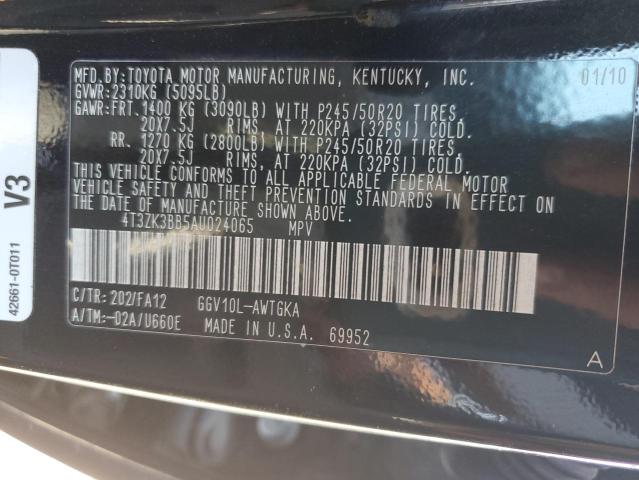 MFD.BY:TOYOTA MOTOR MANUFACTURING, KENTUCKY, INC. 01/10
GVWR:2310KG (5095LB)
GAWR:FRT.1400 KG (3090LB) WITH P245/50R20 TIRES,
20X7.5J RIMS, AT 220KPA (32PSI) COLD.
RR. 1270 KG (2800LB) WITH P245/50R20 TIRES,
20X7.5J RIMS, AT 220KPA (32PSI) COLD.
THIS VEHICLE CONFORMS TO ALL APPLICABLE FEDERAL MOTOR
VEHICLE SAFETY AND THEFT PREVENTION STANDARDS IN EFFECT ON
THE DATE OF MANUFACTURE SHOWN ABOVE.
4T3ZK3BB5AU024065 MPV
C/TR:202/FA12 GGV10L-AWTGKA
A/TM:-02A/U660E MADE IN U.S.A. 69952
A
42661-0T011
V3